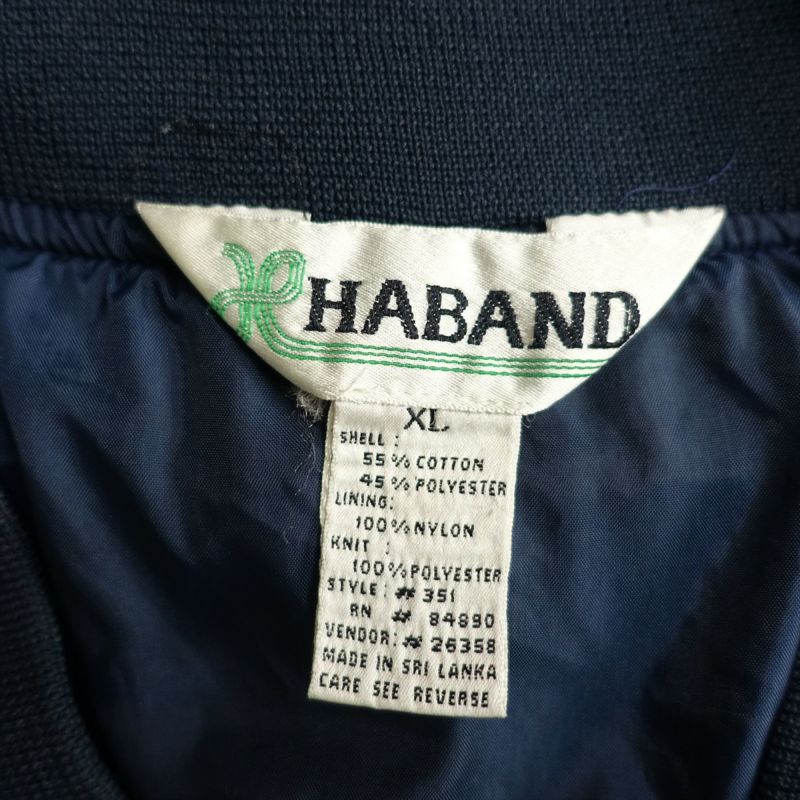 HABAND
XL
SHELL :
55% COTTON
45% POLYESTER
LINING:
100% NYLON
KNIT :
100% POLYESTER
STYLE: # 351
RN # 84890
VENDOR: # 26358
MADE IN SRI LANKA
CARE SEE REVERSE